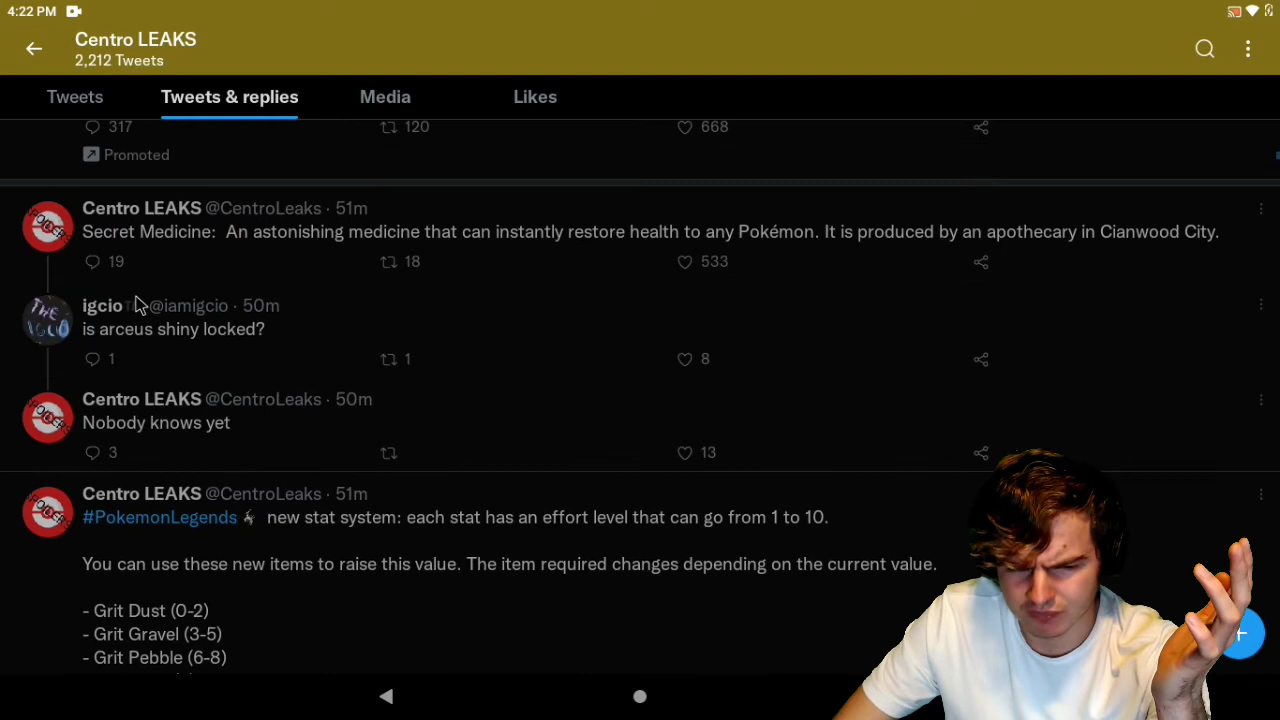 4:22 PM
Centro LEAKS
2,212 Tweets
Tweets
Tweets & replies
Media
Likes
317
120
668
Promoted
Centro LEAKS @CentroLeaks · 51m
Secret Medicine: An astonishing medicine that can instantly restore health to any Pokémon. It is produced by an apothecary in Cianwood City.
19
18
533
igcio @iamigcio · 50m
is arceus shiny locked?
1
1
8
Centro LEAKS @CentroLeaks · 50m
Nobody knows yet
3
13
Centro LEAKS @CentroLeaks · 51m
#PokemonLegends new stat system: each stat has an effort level that can go from 1 to 10.
You can use these new items to raise this value. The item required changes depending on the current value.
- Grit Dust (0-2)
- Grit Gravel (3-5)
- Grit Pebble (6-8)